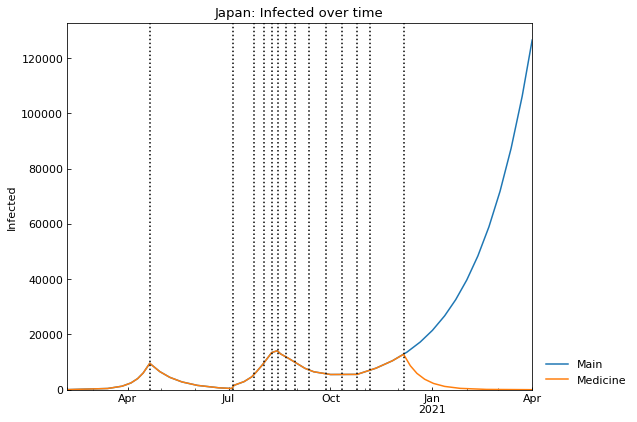 Japan: Infected over time
120000
100000
80000
60000
40000
20000
0
Infected
Apr
Jul
Oct
Jan
2021
Apr
Main
Medicine